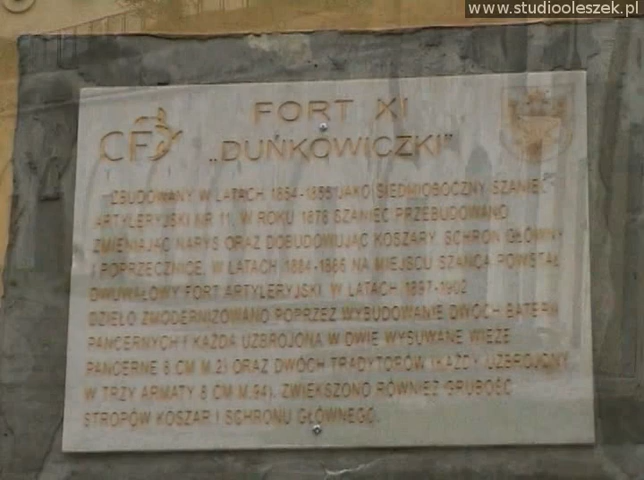 www.studiooleszek.pl
FORT XI
CF
„DUŃKOWICZKI"
ZBUDOWANY W LATACH 1854-1855 JAKO SIEDMIOBOCZNY SZANIEC
ARTYLERYJSKI NR 11. W ROKU 1878 SZANIEC PRZEBUDOWANO
ZMIENIAJĄC NARYS ORAZ DOBUDOWUJĄC KOSZARY, SCHRON GŁÓWNY
I POPRZECZNICE. W LATACH 1884-1886 NA MIEJSCU SZAŃCA POWSTAŁ
DWUWAŁOWY FORT ARTYLERYJSKI. W LATACH 1897-1902
DZIEŁO ZMODERNIZOWANO POPRZEZ WYBUDOWANIE DWÓCH BATERII
PANCERNYCH ( KAŻDA UZBROJONA W DWIE WYSUWANE WIEŻE
PANCERNE 8 CM M.2) ORAZ DWÓCH TRADYTORÓW (KAŻDY UZBROJONY
W TRZY ARMATY 8 CM M.94). ZWIĘKSZONO RÓWNIEŻ GRUBOŚĆ
STROPÓW KOSZAR I SCHRONU GŁÓWNEGO.